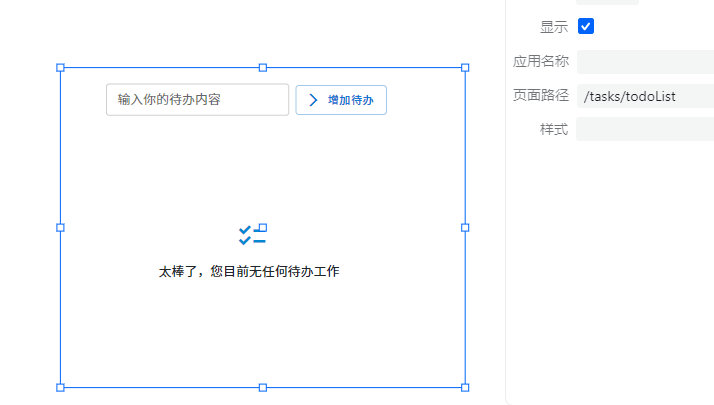 显示
应用名称
页面路径 /tasks/todoList
样式
输入你的待办内容
增加待办
太棒了，您目前无任何待办工作